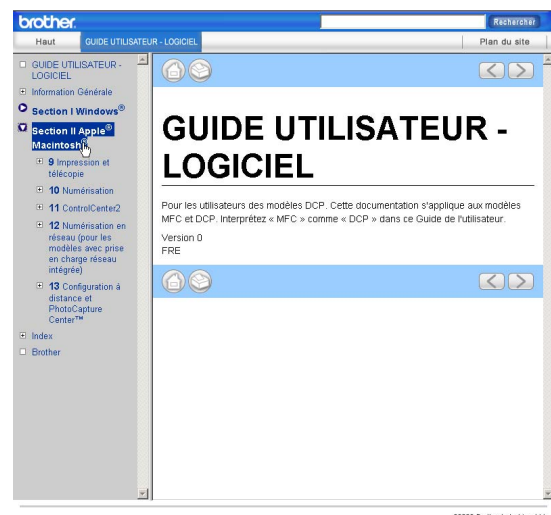 brother.
Rechercher
Haut
GUIDE UTILISATEUR - LOGICIEL
Plan du site
GUIDE UTILISATEUR -
LOGICIEL
Information Générale
Section I Windows®
Section II Apple®
Macintosh®
9 Impression et
télécopie
10 Numérisation
11 ControlCenter2
12 Numérisation en
réseau (pour les
modèles avec prise
en charge réseau
intégrée)
13 Configuration à
distance et
PhotoCapture
Center™
Index
Brother
GUIDE UTILISATEUR -
LOGICIEL
Pour les utilisateurs des modèles DCP. Cette documentation s'applique aux modèles
MFC et DCP. Interprétez « MFC » comme « DCP » dans ce Guide de l'utilisateur.
Version 0
FRE